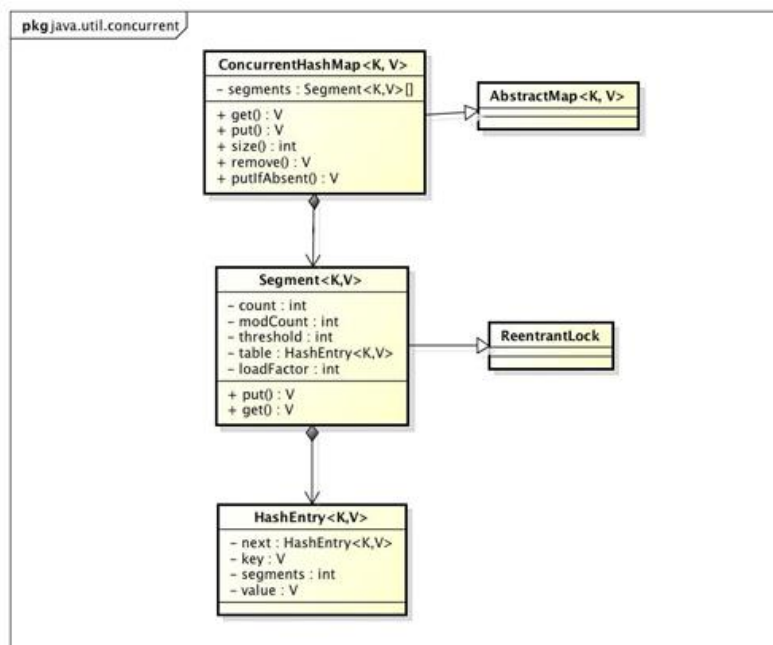 pkg java.util.concurrent
ConcurrentHashMap<K, V>
- segments : Segment<K,V>[]
+ get() : V
+ put() : V
+ size() : int
+ remove() : V
+ putIfAbsent() : V
AbstractMap<K, V>
Segment<K,V>
- count : int
- modCount : int
- threshold : int
- table : HashEntry<K,V>
- loadFactor : int
+ put() : V
+ get() : V
ReentrantLock
HashEntry<K,V>
- next : HashEntry<K,V>
- key : V
- segments : int
- value : V